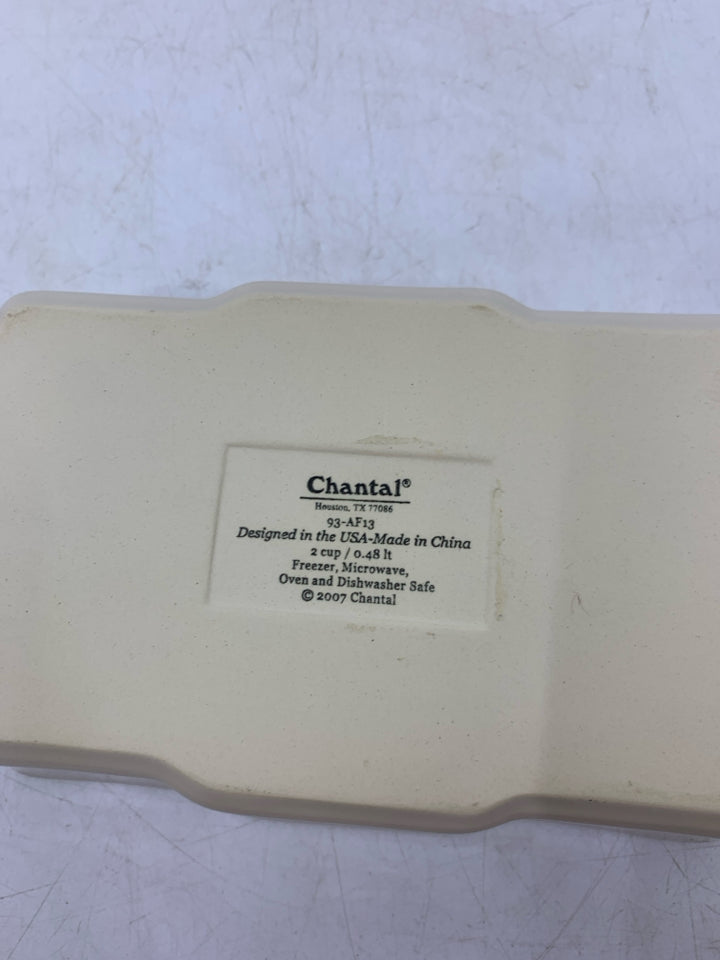 Chantal®
Houston, TX 77086
93-AF13
Designed in the USA-Made in China
2 cup / 0.48 lt
Freezer, Microwave,
Oven and Dishwasher Safe
© 2007 Chantal